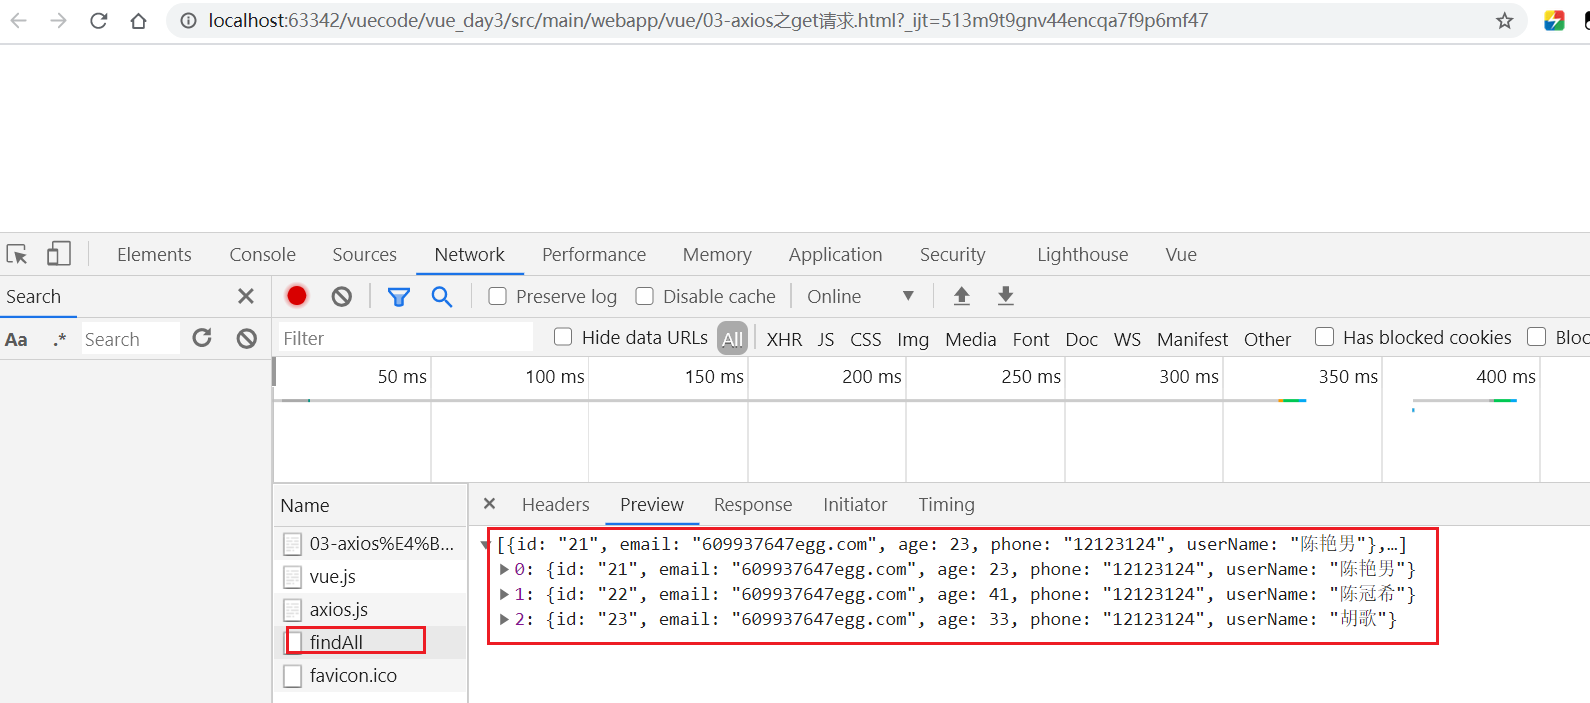 localhost:63342/vuecode/vue_day3/src/main/webapp/vue/03-axios之get请求.html?_ijt=513m9t9gnv44encqa7f9p6mf47
Elements Console Sources Network Performance Memory Application Security Lighthouse Vue
Search Preserve log Disable cache Online
Aa .* Search Filter Hide data URLs All XHR JS CSS Img Media Font Doc WS Manifest Other Has blocked cookies Bloc
50 ms 100 ms 150 ms 200 ms 250 ms 300 ms 350 ms 400 ms
Name Headers Preview Response Initiator Timing
03-axios%E4%B...
vue.js
axios.js
findAll
favicon.ico
[{id: "21", email: "609937647egg.com", age: 23, phone: "12123124", userName: "陈艳男"},…]
0: {id: "21", email: "609937647egg.com", age: 23, phone: "12123124", userName: "陈艳男"}
1: {id: "22", email: "609937647egg.com", age: 41, phone: "12123124", userName: "陈冠希"}
2: {id: "23", email: "609937647egg.com", age: 33, phone: "12123124", userName: "胡歌"}